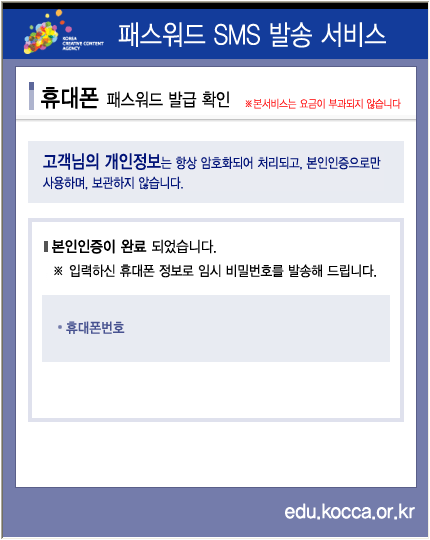 KOREA
CREATIVE CONTENT
AGENCY
패스워드 SMS 발송 서비스
휴대폰 패스워드 발급 확인 ※본서비스는 요금이 부과되지 않습니다
고객님의 개인정보는 항상 암호화되어 처리되고, 본인인증으로만
사용하며, 보관하지 않습니다.
본인인증이 완료 되었습니다.
※ 입력하신 휴대폰 정보로 임시 비밀번호를 발송해 드립니다.
• 휴대폰번호
edu.kocca.or.kr